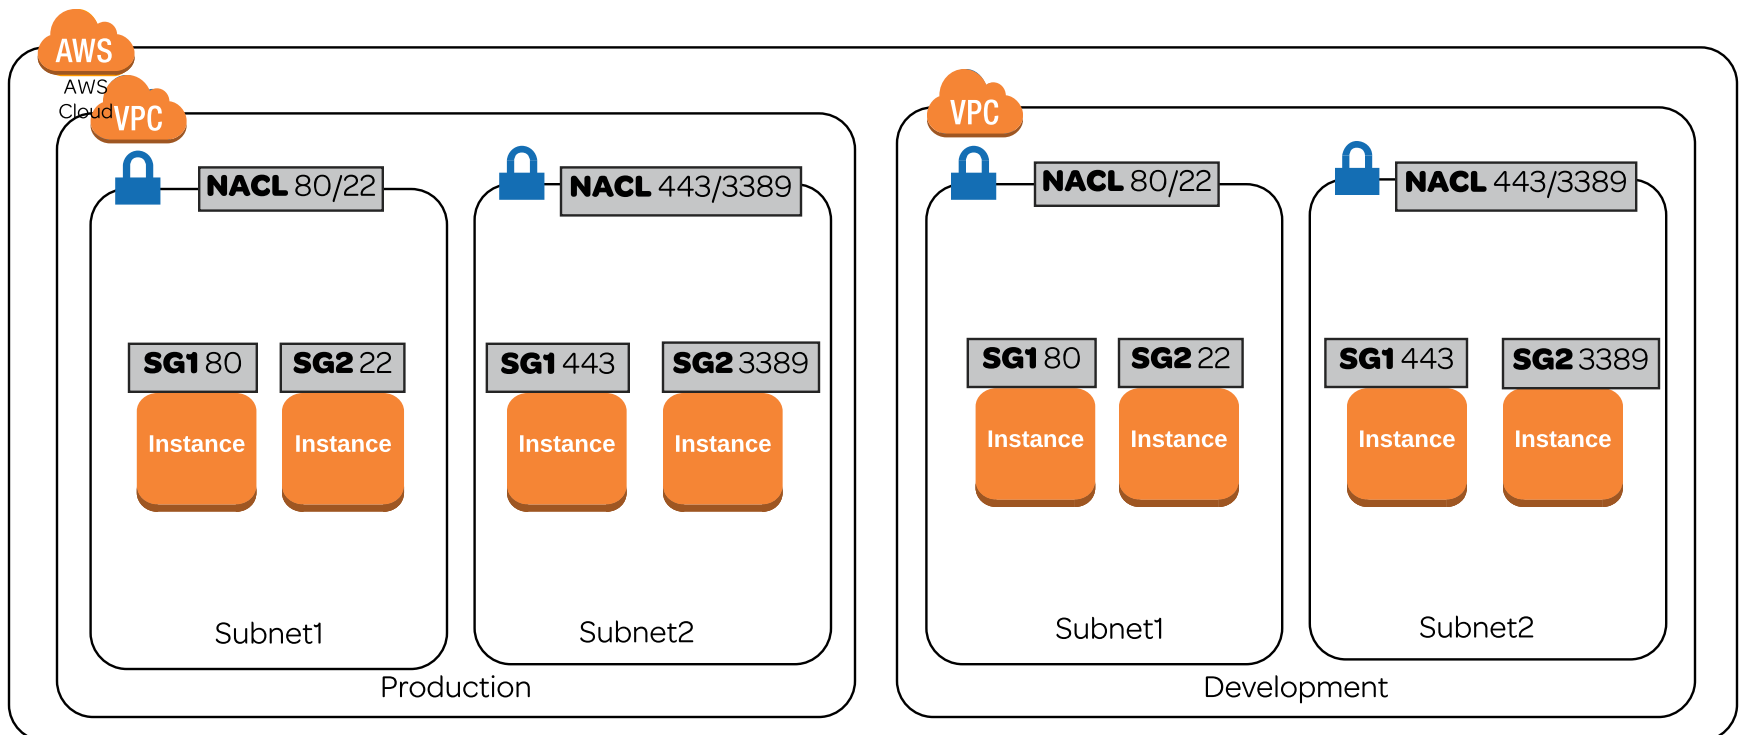 AWS
AWS
Cloud
VPC
VPC
NACL 80/22
NACL 443/3389
NACL 80/22
NACL 443/3389
SG1 80
SG2 22
SG1 443
SG2 3389
SG1 80
SG2 22
SG1 443
SG2 3389
Instance
Instance
Instance
Instance
Instance
Instance
Instance
Instance
Subnet1
Subnet2
Subnet1
Subnet2
Production
Development